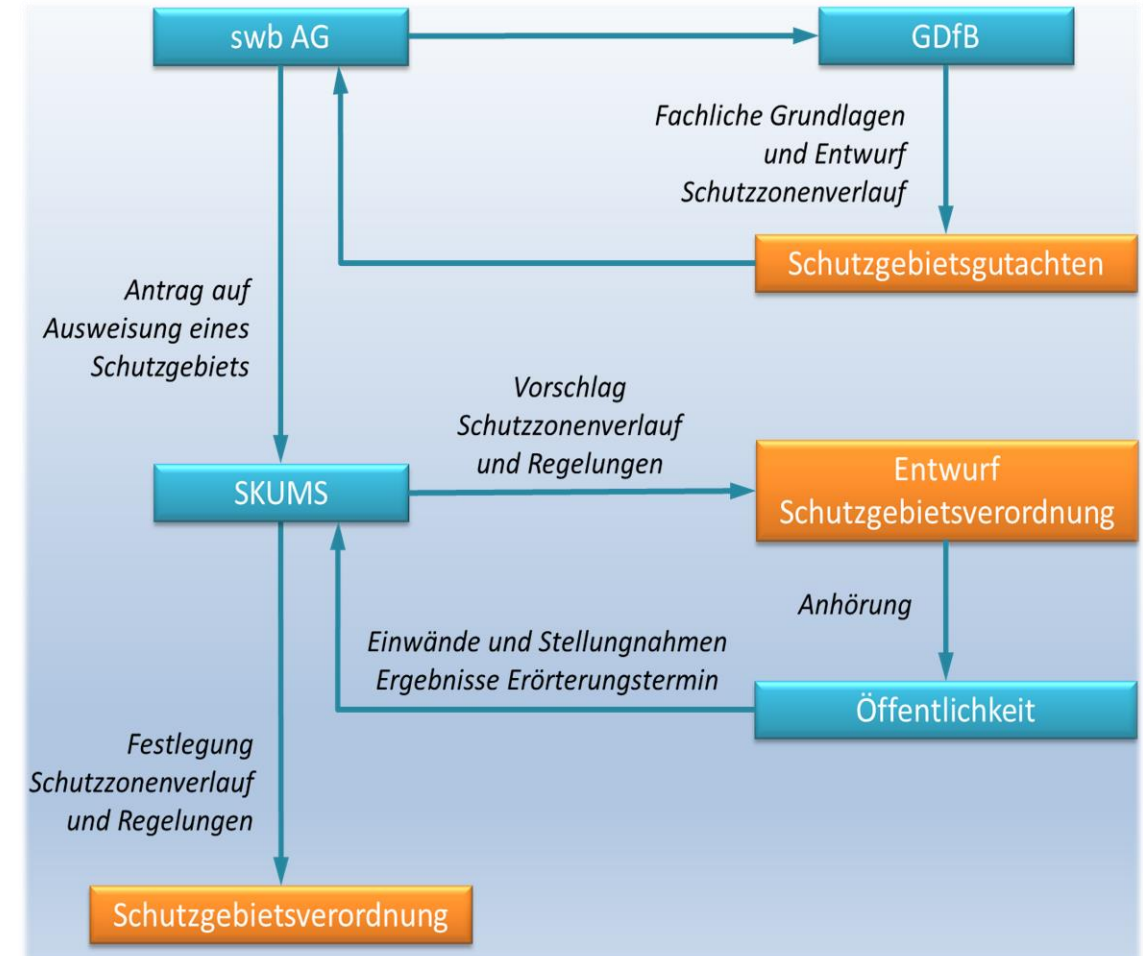 swb AG
GDfB
Fachliche Grundlagen
und Entwurf
Schutzzonenverlauf
Schutzgebietsgutachten
Antrag auf
Ausweisung eines
Schutzgebiets
Vorschlag
Schutzzonenverlauf
und Regelungen
SKUMS
Entwurf
Schutzgebietsverordnung
Anhörung
Einwände und Stellungnahmen
Ergebnisse Erörterungstermin
Öffentlichkeit
Festlegung
Schutzzonenverlauf
und Regelungen
Schutzgebietsverordnung